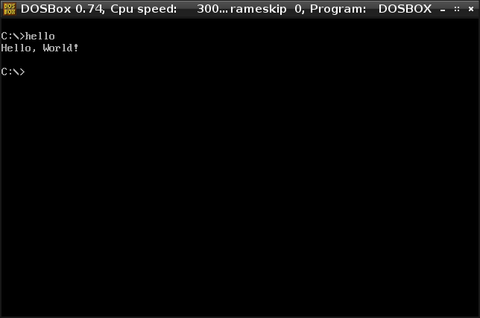 DOSBox 0.74, Cpu speed:    300...rameskip  0, Program:   DOSBOX
C:\>hello
Hello, World!
C:\>